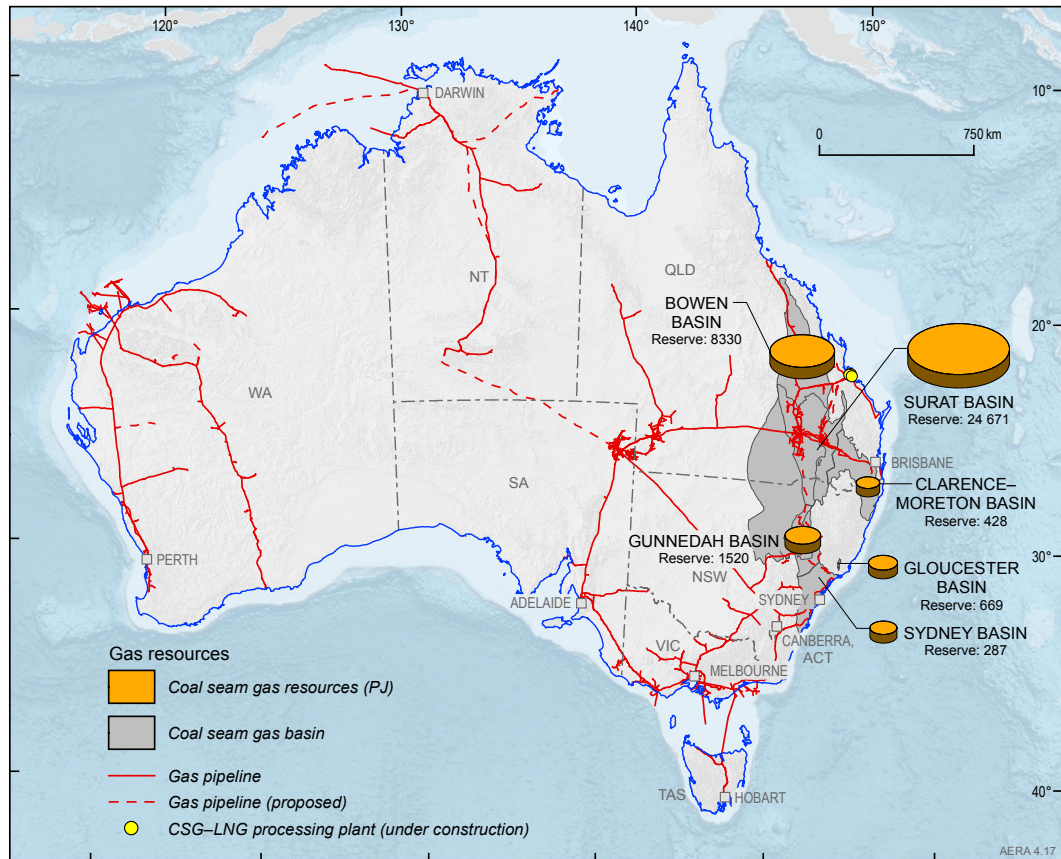 120°
130°
140°
150°
DARWIN
10°
0
750 km
NT
QLD
BOWEN
BASIN
Reserve: 8330
20°
WA
SURAT BASIN
Reserve: 24 671
BRISBANE
SA
CLARENCE–
MORETON BASIN
Reserve: 428
GUNNEDAH BASIN
Reserve: 1520
30°
PERTH
GLOUCESTER
BASIN
Reserve: 669
NSW
ADELAIDE
SYDNEY
SYDNEY BASIN
Reserve: 287
CANBERRA,
ACT
VIC
MELBOURNE
Gas resources
Coal seam gas resources (PJ)
Coal seam gas basin
Gas pipeline
Gas pipeline (proposed)
CSG–LNG processing plant (under construction)
TAS
HOBART
40°
AERA 4.17